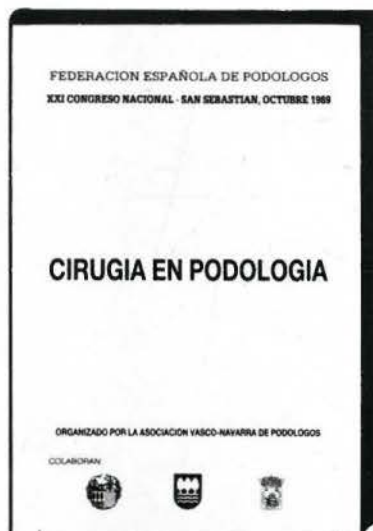 FEDERACION ESPAÑOLA DE PODOLOGOS
XXI CONGRESO NACIONAL - SAN SEBASTIAN, OCTUBRE 1989
CIRUGIA EN PODOLOGIA
ORGANIZADO POR LA ASOCIACIÓN VASCO-NAVARRA DE PODOLOGOS
COLABORAN